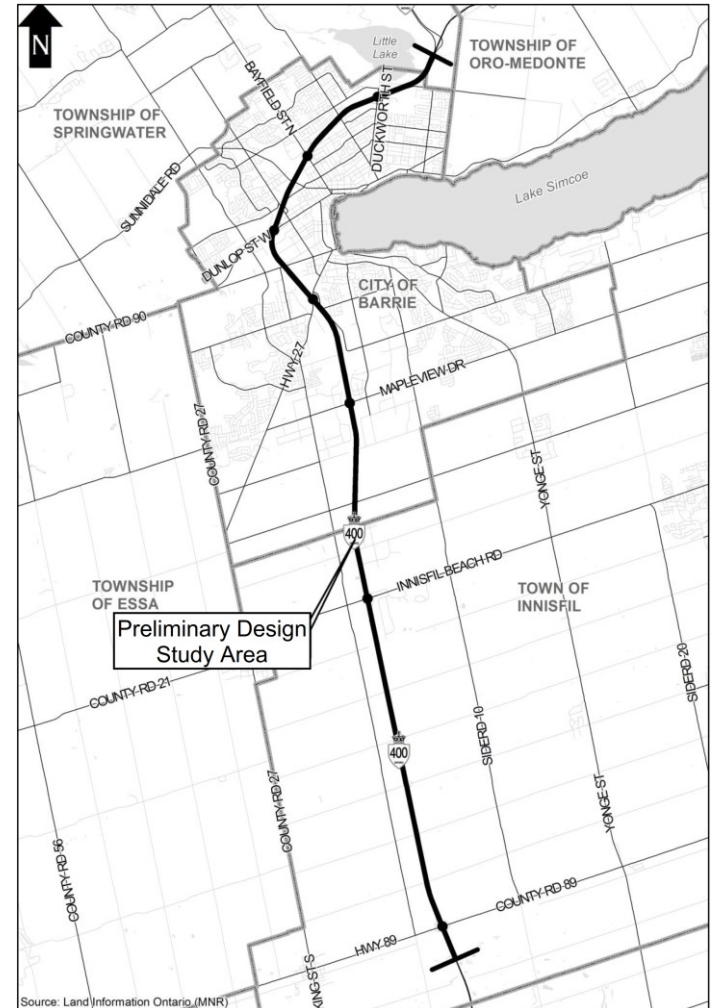 N
Little
Lake
TOWNSHIP OF
ORO-MEDONTE
BAYFIELD ST N
DUCKWORTH ST
TOWNSHIP OF
SPRINGWATER
SUNNIDALE RD
Lake Simcoe
DUNLOP ST W
CITY OF
BARRIE
COUNTY RD 90
HWY 27
MAPLEVIEW DR
COUNTY RD 27
YONGE ST
400
INNISFIL BEACH RD
TOWNSHIP
OF ESSA
TOWN OF
INNISFIL
Preliminary Design
Study Area
SIDERD 20
COUNTY RD 21
400
SIDERD 10
COUNTY RD 27
YONGE ST
COUNTY RD 56
COUNTY RD 89
HWY 89
KING ST S
Source: Land Information Ontario (MNR)